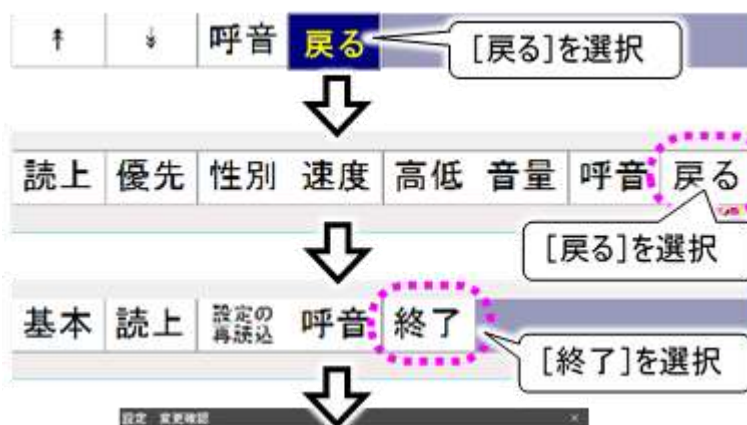 ↟ ↡ 呼音 戻る [戻る]を選択
読上 優先 性別 速度 高低 音量 呼音 戻る
[戻る]を選択
基本 読上 設定の再読込 呼音 終了
[終了]を選択
設定 変更確認 ×